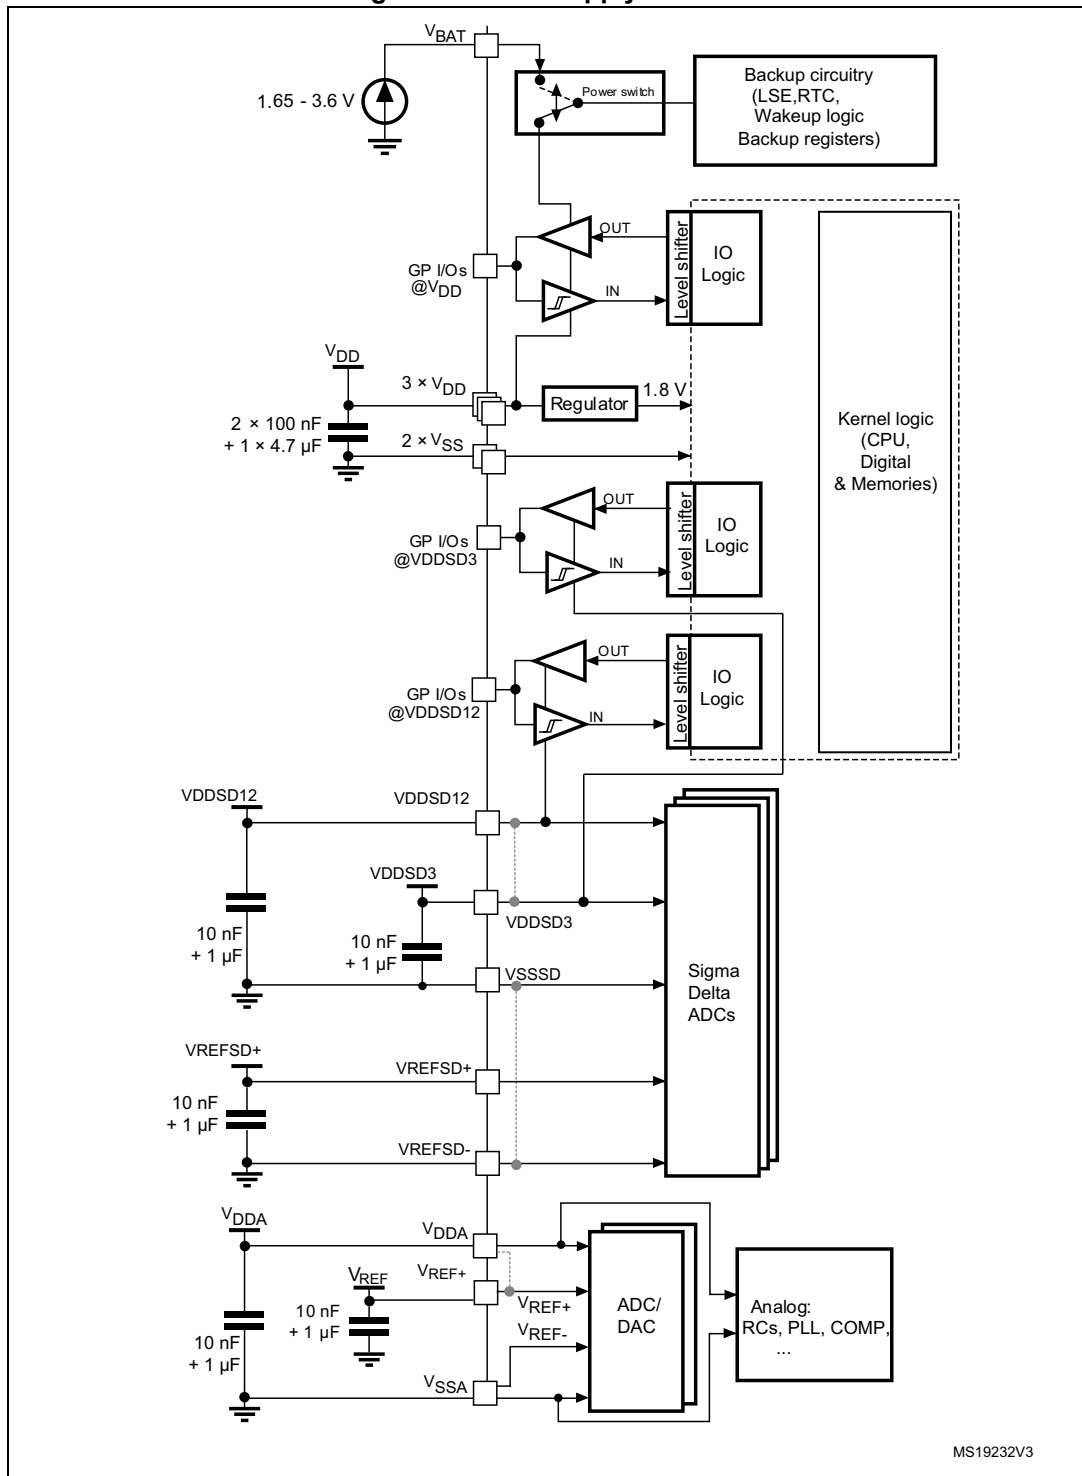 VBAT
1.65 - 3.6 V
Power switch
Backup circuitry
(LSE,RTC,
Wakeup logic
Backup registers)
OUT
IN
Level shifter
IO
Logic
GP I/Os
@VDD
VDD
3 × VDD
Regulator
1.8 V
2 × 100 nF
+ 1 × 4.7 µF
2 × VSS
Kernel logic
(CPU,
Digital
& Memories)
OUT
IN
Level shifter
IO
Logic
GP I/Os
@VDDSD3
OUT
IN
Level shifter
IO
Logic
GP I/Os
@VDDSD12
VDDSD12
VDDSD12
VDDSD3
VDDSD3
10 nF
+ 1 µF
10 nF
+ 1 µF
VSSSD
Sigma
Delta
ADCs
VREFSD+
VREFSD+
10 nF
+ 1 µF
VREFSD-
VDDA
VDDA
VREF
VREF+
VREF+
VREF-
10 nF
+ 1 µF
10 nF
+ 1 µF
VSSA
ADC/
DAC
Analog:
RCs, PLL, COMP,
...
MS19232V3